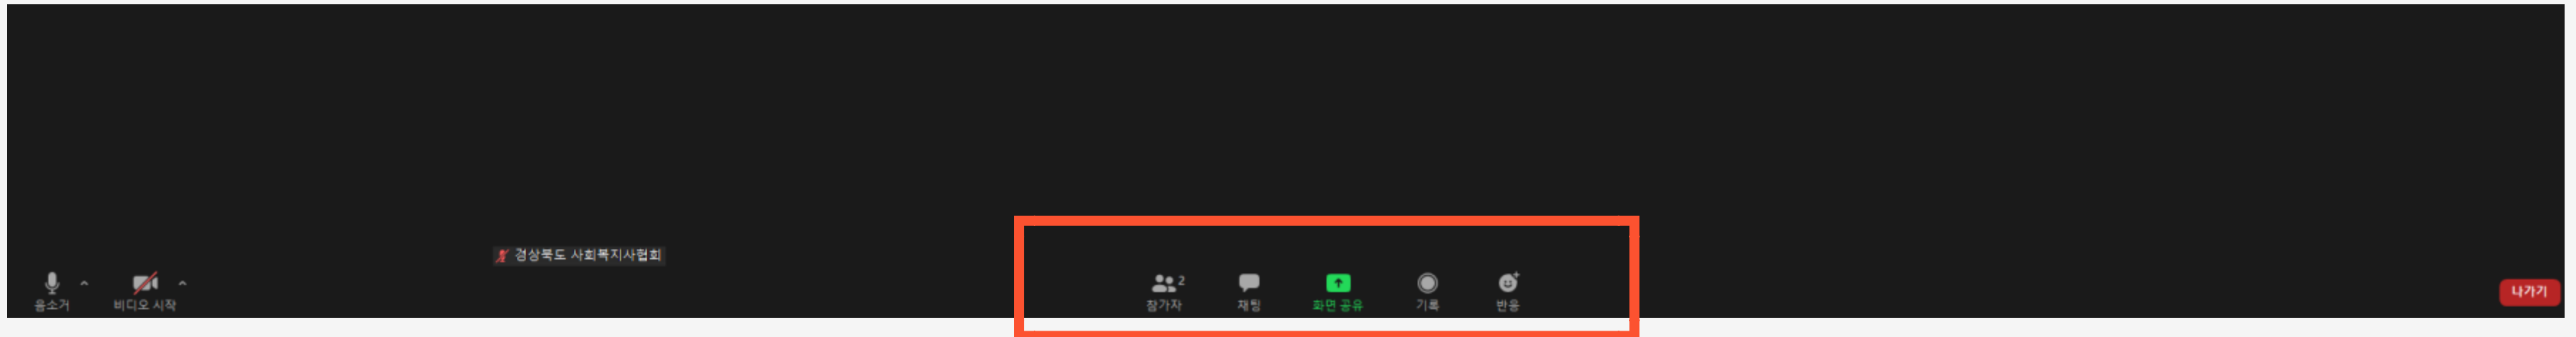 경상북도 사회복지사협회
음소거
비디오 시작
2
참가자
채팅
화면 공유
기록
반응
나가기